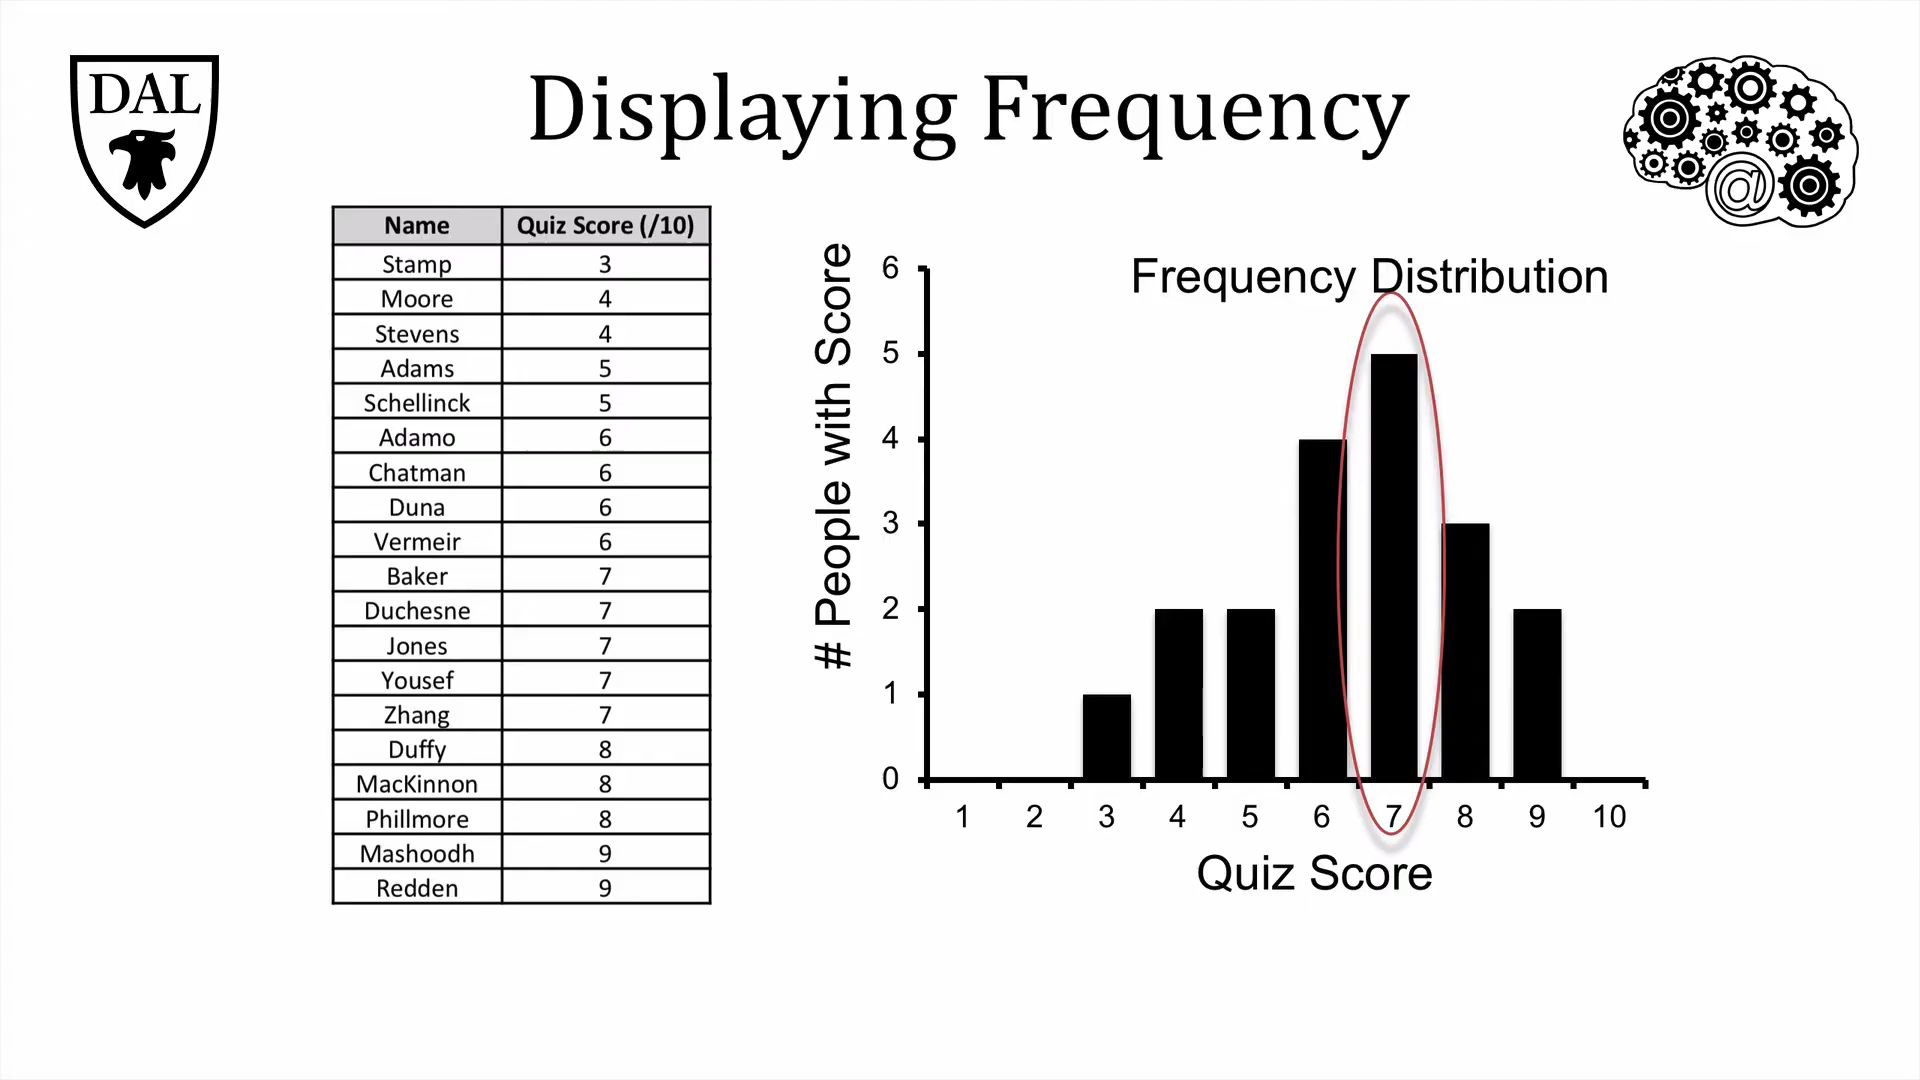 DAL
Displaying Frequency
@
Name Quiz Score (/10)
Stamp 3
Moore 4
Stevens 4
Adams 5
Schellinck 5
Adamo 6
Chatman 6
Duna 6
Vermeir 6
Baker 7
Duchesne 7
Jones 7
Yousef 7
Zhang 7
Duffy 8
MacKinnon 8
Phillmore 8
Mashoodh 9
Redden 9
Frequency Distribution
# People with Score
6
5
4
3
2
1
0
1 2 3 4 5 6 7 8 9 10
Quiz Score